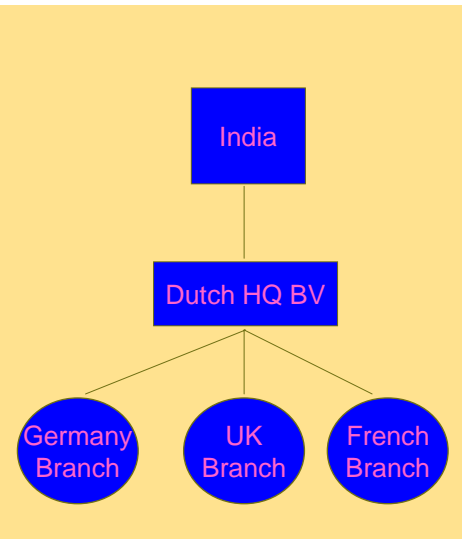 India
Dutch HQ BV
Germany
Branch
UK
Branch
French
Branch